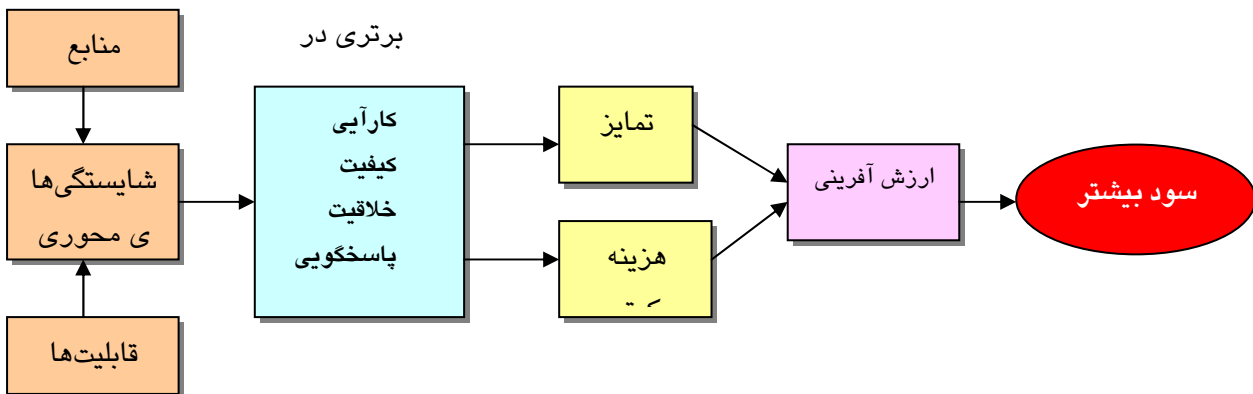 منابع
شایستگی‌ها
ی محوری
قابلیت‌ها
برتری در
کارآیی
کیفیت
خلاقیت
پاسخگویی
تمایز
هزینه
ارزش آفرینی
سود بیشتر